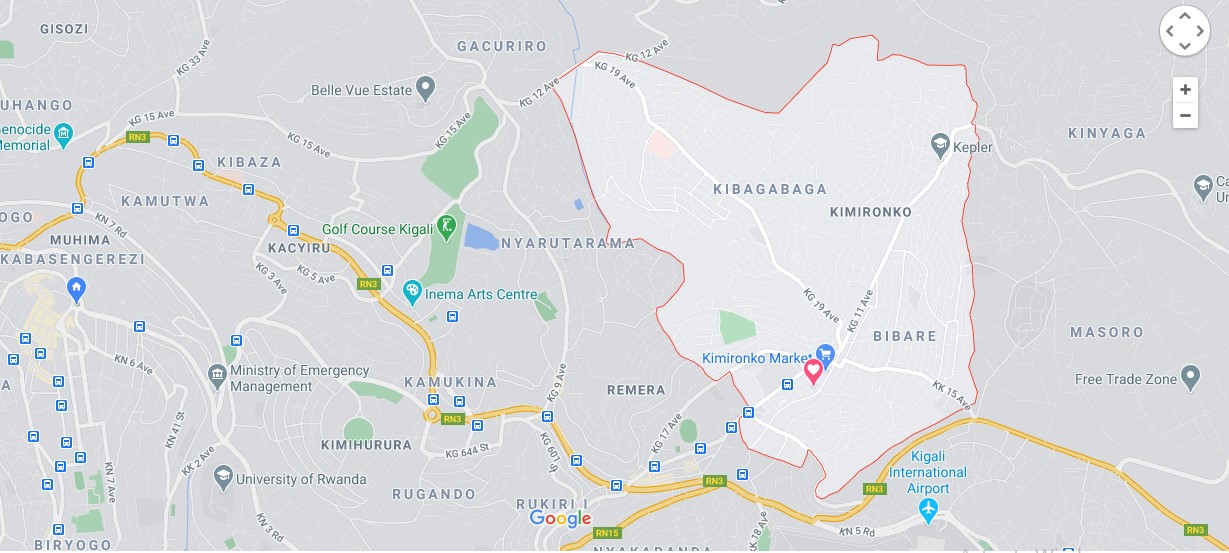 GISOZI
KG 33 Ave
GACURIRO
KG 12 Ave
KG 19 Ave
Belle Vue Estate
KG 12 Ave
UHANGO
KG 15 Ave
KG 15 Ave
KG 15 Ave
Genocide
Memorial
RN3
KINYAGA
Kepler
KIBAZA
KIBAGABAGA
KAMUTWA
KIMIRONKO
OGO
KN 7 Rd
Golf Course Kigali
MUHIMA
KACYIRU
NYARUTARAMA
KABASENGEREZI
KG 3 Ave
KG 5 Ave
RN3
Inema Arts Centre
KG 19 Ave
KG 11 Ave
BIBARE
MASORO
Kimironko Market
KN 6 Ave
Ministry of Emergency
Management
KAMUKINA
KG 9 Ave
REMERA
KK 15 Ave
Free Trade Zone
RN3
KN 41 St
KIMIHURURA
KG 644 St
KG 601 St
KG 17 Ave
KK 2 Ave
KN 7 Ave
University of Rwanda
RUGANDO
RN3
RN3
Kigali
International
Airport
RUKIRI I
Google
KN 3 Rd
RN15
KK 18 Ave
KN 5 Rd
RN3
BIRYOGO
NYAKABANDA